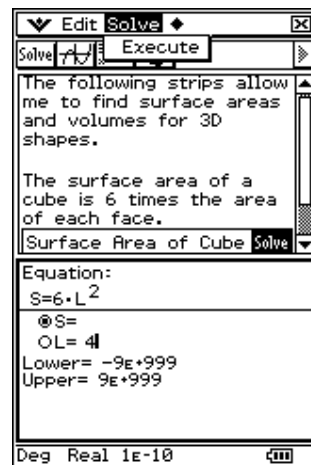 Edit Solve
Execute
Solve
The following strips allow
me to find surface areas
and volumes for 3D
shapes.
The surface area of a
cube is 6 times the area
of each face.
Surface Area of Cube Solve
Equation:
S=6·L²
S=
L= 4
Lower= -9E+999
Upper= 9E+999
Deg Real 1E-10